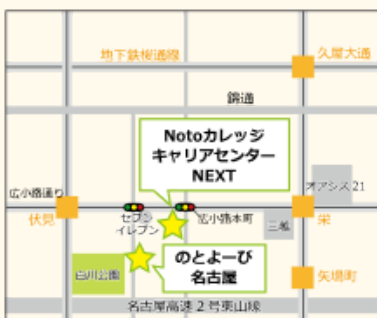 地下鉄桜通線
久屋大通
錦通
Notoカレッジ
キャリアセンター
NEXT
オアシス21
広小路通り
伏見
セブン
イレブン
広小路本町
三越
栄
のとよーび
名古屋
白川公園
矢場町
名古屋高速2号東山線